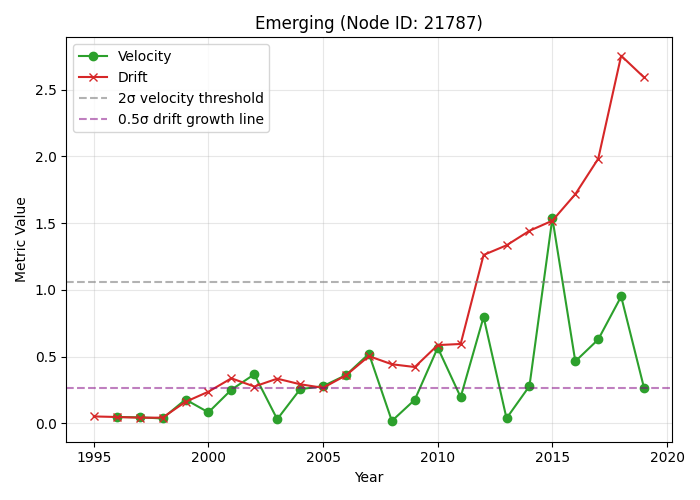 Emerging (Node ID: 21787)
Velocity
Drift
2σ velocity threshold
0.5σ drift growth line
Metric Value
2.5
2.0
1.5
1.0
0.5
0.0
1995
2000
2005
2010
2015
2020
Year